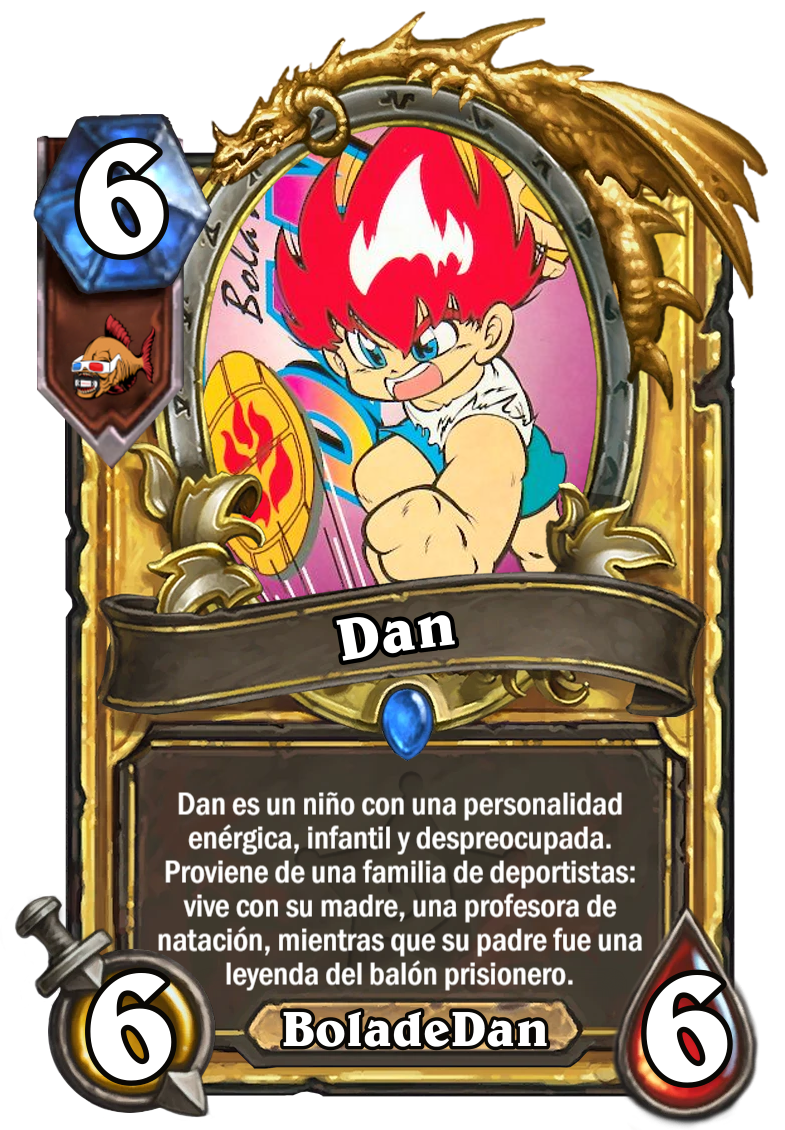 6
Bola
Dan
Dan es un niño con una personalidad
enérgica, infantil y despreocupada.
Proviene de una familia de deportistas:
vive con su madre, una profesora de
natación, mientras que su padre fue una
leyenda del balón prisionero.
6
BoladeDan
6